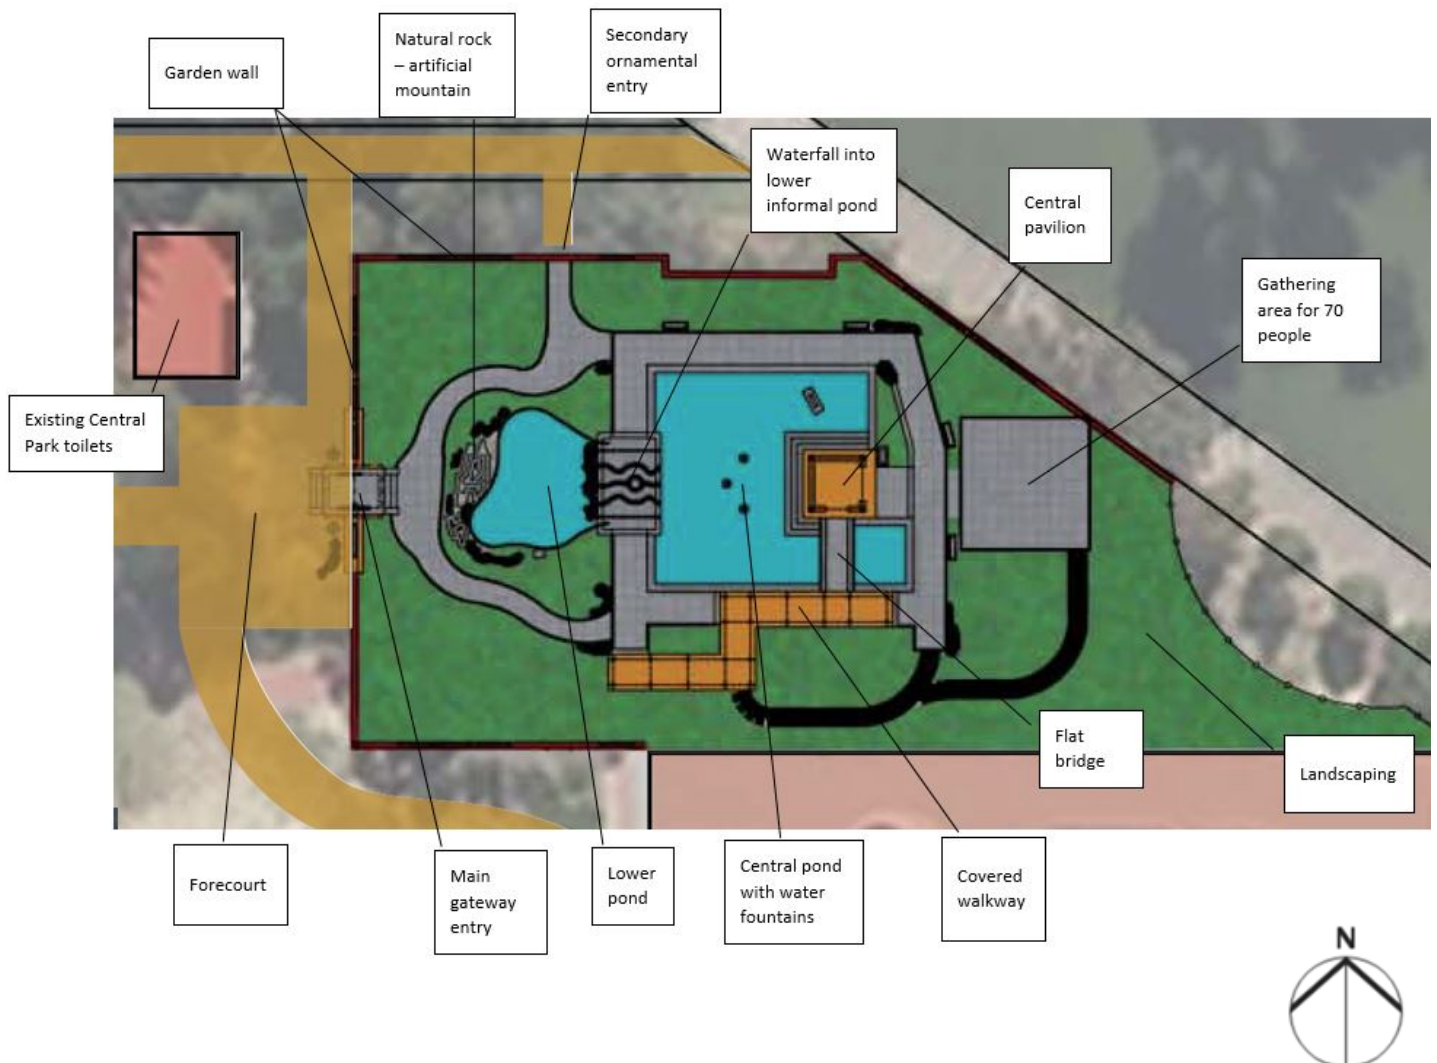 Natural rock
– artificial
mountain
Secondary
ornamental
entry
Garden wall
Waterfall into
lower
informal pond
Central
pavilion
Gathering
area for 70
people
Existing Central
Park toilets
Flat
bridge
Landscaping
Forecourt
Main
gateway
entry
Lower
pond
Central pond
with water
fountains
Covered
walkway
N